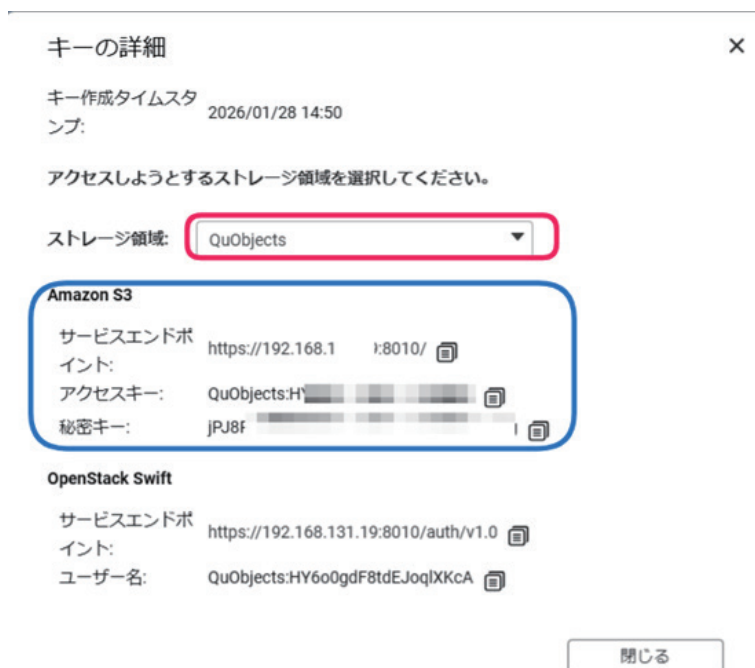 キーの詳細
キー作成タイムスタ
ンプ:
2026/01/28 14:50
アクセスしようとするストレージ領域を選択してください。
ストレージ領域: QuObjects
Amazon S3
サービスエンドポ
イント:
https://192.168.1 :8010/
アクセスキー: QuObjects:HY
秘密キー: jPJ8F
OpenStack Swift
サービスエンドポ
イント:
https://192.168.131.19:8010/auth/v1.0
ユーザー名: QuObjects:HY6o0gdF8tdEJoqlXKcA
閉じる